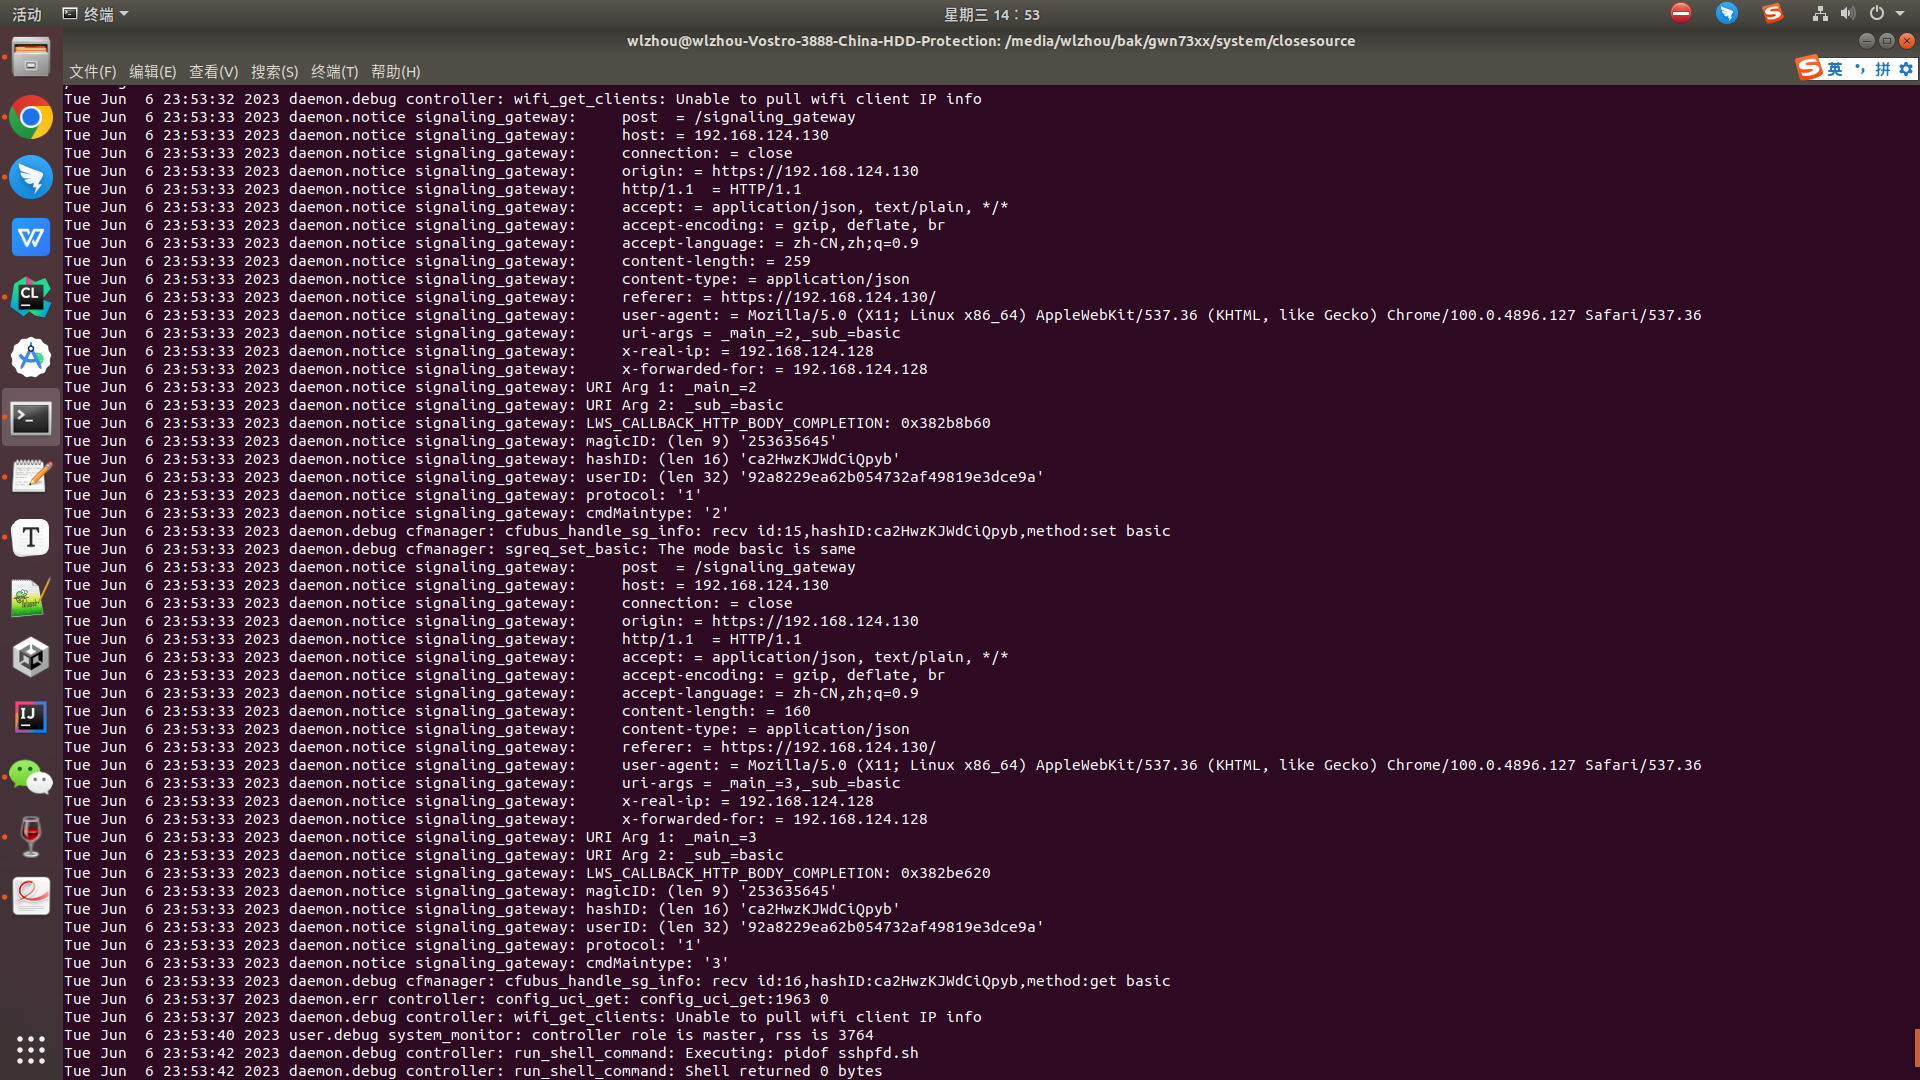 活动
终端
星期三 14：53
wlzhou@wlzhou-Vostro-3888-China-HDD-Protection: /media/wlzhou/bak/gwn73xx/system/closesource
文件(F) 编辑(E) 查看(V) 搜索(S) 终端(T) 帮助(H)
英 拼
Tue Jun  6 23:53:32 2023 daemon.debug controller: wifi_get_clients: Unable to pull wifi client IP info
Tue Jun  6 23:53:33 2023 daemon.notice signaling_gateway:     post  = /signaling_gateway
Tue Jun  6 23:53:33 2023 daemon.notice signaling_gateway:     host: = 192.168.124.130
Tue Jun  6 23:53:33 2023 daemon.notice signaling_gateway:     connection: = close
Tue Jun  6 23:53:33 2023 daemon.notice signaling_gateway:     origin: = https://192.168.124.130
Tue Jun  6 23:53:33 2023 daemon.notice signaling_gateway:     http/1.1  = HTTP/1.1
Tue Jun  6 23:53:33 2023 daemon.notice signaling_gateway:     accept: = application/json, text/plain, */*
Tue Jun  6 23:53:33 2023 daemon.notice signaling_gateway:     accept-encoding: = gzip, deflate, br
Tue Jun  6 23:53:33 2023 daemon.notice signaling_gateway:     accept-language: = zh-CN,zh;q=0.9
Tue Jun  6 23:53:33 2023 daemon.notice signaling_gateway:     content-length: = 259
Tue Jun  6 23:53:33 2023 daemon.notice signaling_gateway:     content-type: = application/json
Tue Jun  6 23:53:33 2023 daemon.notice signaling_gateway:     referer: = https://192.168.124.130/
Tue Jun  6 23:53:33 2023 daemon.notice signaling_gateway:     user-agent: = Mozilla/5.0 (X11; Linux x86_64) AppleWebKit/537.36 (KHTML, like Gecko) Chrome/100.0.4896.127 Safari/537.36
Tue Jun  6 23:53:33 2023 daemon.notice signaling_gateway:     uri-args = _main_=2,_sub_=basic
Tue Jun  6 23:53:33 2023 daemon.notice signaling_gateway:     x-real-ip: = 192.168.124.128
Tue Jun  6 23:53:33 2023 daemon.notice signaling_gateway:     x-forwarded-for: = 192.168.124.128
Tue Jun  6 23:53:33 2023 daemon.notice signaling_gateway: URI Arg 1: _main_=2
Tue Jun  6 23:53:33 2023 daemon.notice signaling_gateway: URI Arg 2: _sub_=basic
Tue Jun  6 23:53:33 2023 daemon.notice signaling_gateway: LWS_CALLBACK_HTTP_BODY_COMPLETION: 0x382b8b60
Tue Jun  6 23:53:33 2023 daemon.notice signaling_gateway: magicID: (len 9) '253635645'
Tue Jun  6 23:53:33 2023 daemon.notice signaling_gateway: hashID: (len 16) 'ca2HwzKJWdCiQpyb'
Tue Jun  6 23:53:33 2023 daemon.notice signaling_gateway: userID: (len 32) '92a8229ea62b054732af49819e3dce9a'
Tue Jun  6 23:53:33 2023 daemon.notice signaling_gateway: protocol: '1'
Tue Jun  6 23:53:33 2023 daemon.notice signaling_gateway: cmdMaintype: '2'
Tue Jun  6 23:53:33 2023 daemon.debug cfmanager: cfubus_handle_sg_info: recv id:15,hashID:ca2HwzKJWdCiQpyb,method:set basic
Tue Jun  6 23:53:33 2023 daemon.debug cfmanager: sgreq_set_basic: The mode basic is same
Tue Jun  6 23:53:33 2023 daemon.notice signaling_gateway:     post  = /signaling_gateway
Tue Jun  6 23:53:33 2023 daemon.notice signaling_gateway:     host: = 192.168.124.130
Tue Jun  6 23:53:33 2023 daemon.notice signaling_gateway:     connection: = close
Tue Jun  6 23:53:33 2023 daemon.notice signaling_gateway:     origin: = https://192.168.124.130
Tue Jun  6 23:53:33 2023 daemon.notice signaling_gateway:     http/1.1  = HTTP/1.1
Tue Jun  6 23:53:33 2023 daemon.notice signaling_gateway:     accept: = application/json, text/plain, */*
Tue Jun  6 23:53:33 2023 daemon.notice signaling_gateway:     accept-encoding: = gzip, deflate, br
Tue Jun  6 23:53:33 2023 daemon.notice signaling_gateway:     accept-language: = zh-CN,zh;q=0.9
Tue Jun  6 23:53:33 2023 daemon.notice signaling_gateway:     content-length: = 160
Tue Jun  6 23:53:33 2023 daemon.notice signaling_gateway:     content-type: = application/json
Tue Jun  6 23:53:33 2023 daemon.notice signaling_gateway:     referer: = https://192.168.124.130/
Tue Jun  6 23:53:33 2023 daemon.notice signaling_gateway:     user-agent: = Mozilla/5.0 (X11; Linux x86_64) AppleWebKit/537.36 (KHTML, like Gecko) Chrome/100.0.4896.127 Safari/537.36
Tue Jun  6 23:53:33 2023 daemon.notice signaling_gateway:     uri-args = _main_=3,_sub_=basic
Tue Jun  6 23:53:33 2023 daemon.notice signaling_gateway:     x-real-ip: = 192.168.124.128
Tue Jun  6 23:53:33 2023 daemon.notice signaling_gateway:     x-forwarded-for: = 192.168.124.128
Tue Jun  6 23:53:33 2023 daemon.notice signaling_gateway: URI Arg 1: _main_=3
Tue Jun  6 23:53:33 2023 daemon.notice signaling_gateway: URI Arg 2: _sub_=basic
Tue Jun  6 23:53:33 2023 daemon.notice signaling_gateway: LWS_CALLBACK_HTTP_BODY_COMPLETION: 0x382be620
Tue Jun  6 23:53:33 2023 daemon.notice signaling_gateway: magicID: (len 9) '253635645'
Tue Jun  6 23:53:33 2023 daemon.notice signaling_gateway: hashID: (len 16) 'ca2HwzKJWdCiQpyb'
Tue Jun  6 23:53:33 2023 daemon.notice signaling_gateway: userID: (len 32) '92a8229ea62b054732af49819e3dce9a'
Tue Jun  6 23:53:33 2023 daemon.notice signaling_gateway: protocol: '1'
Tue Jun  6 23:53:33 2023 daemon.notice signaling_gateway: cmdMaintype: '3'
Tue Jun  6 23:53:33 2023 daemon.debug cfmanager: cfubus_handle_sg_info: recv id:16,hashID:ca2HwzKJWdCiQpyb,method:get basic
Tue Jun  6 23:53:37 2023 daemon.err controller: config_uci_get: config_uci_get:1963 0
Tue Jun  6 23:53:37 2023 daemon.debug controller: wifi_get_clients: Unable to pull wifi client IP info
Tue Jun  6 23:53:40 2023 user.debug system_monitor: controller role is master, rss is 3764
Tue Jun  6 23:53:42 2023 daemon.debug controller: run_shell_command: Executing: pidof sshpfd.sh
Tue Jun  6 23:53:42 2023 daemon.debug controller: run_shell_command: Shell returned 0 bytes